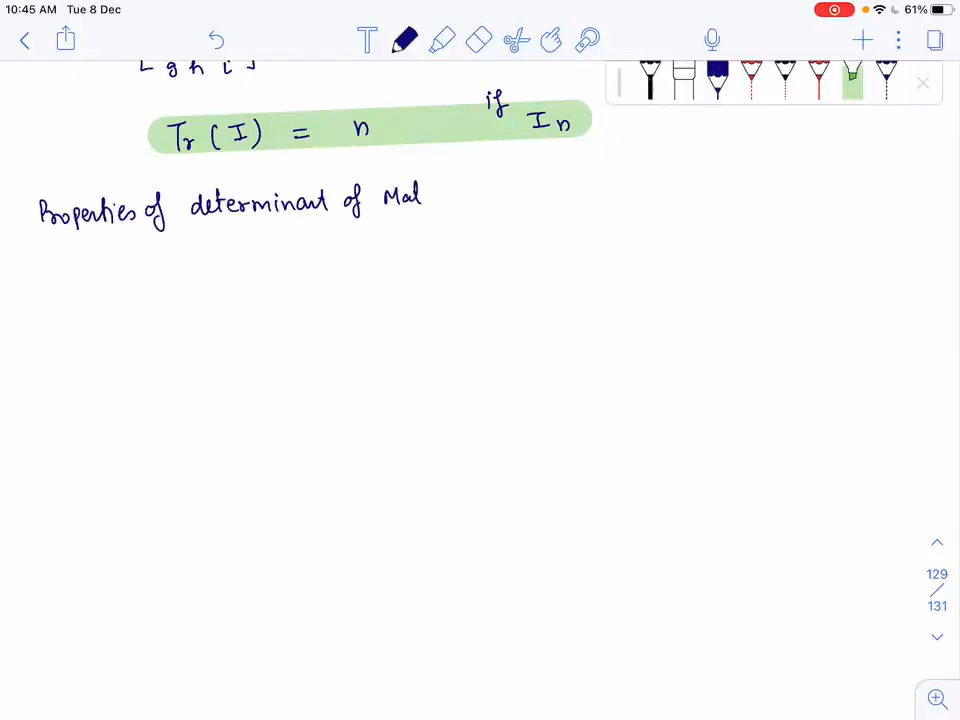 10:45 AM Tue 8 Dec
61%
g h i
Tr (I) = n if In
Properties of determinant of Mat
129
/
131